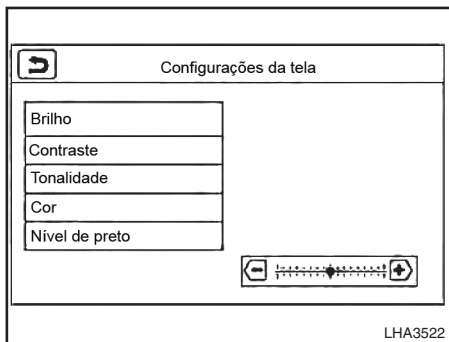 Configurações da tela
Brilho
Contraste
Tonalidade
Cor
Nível de preto
LHA3522